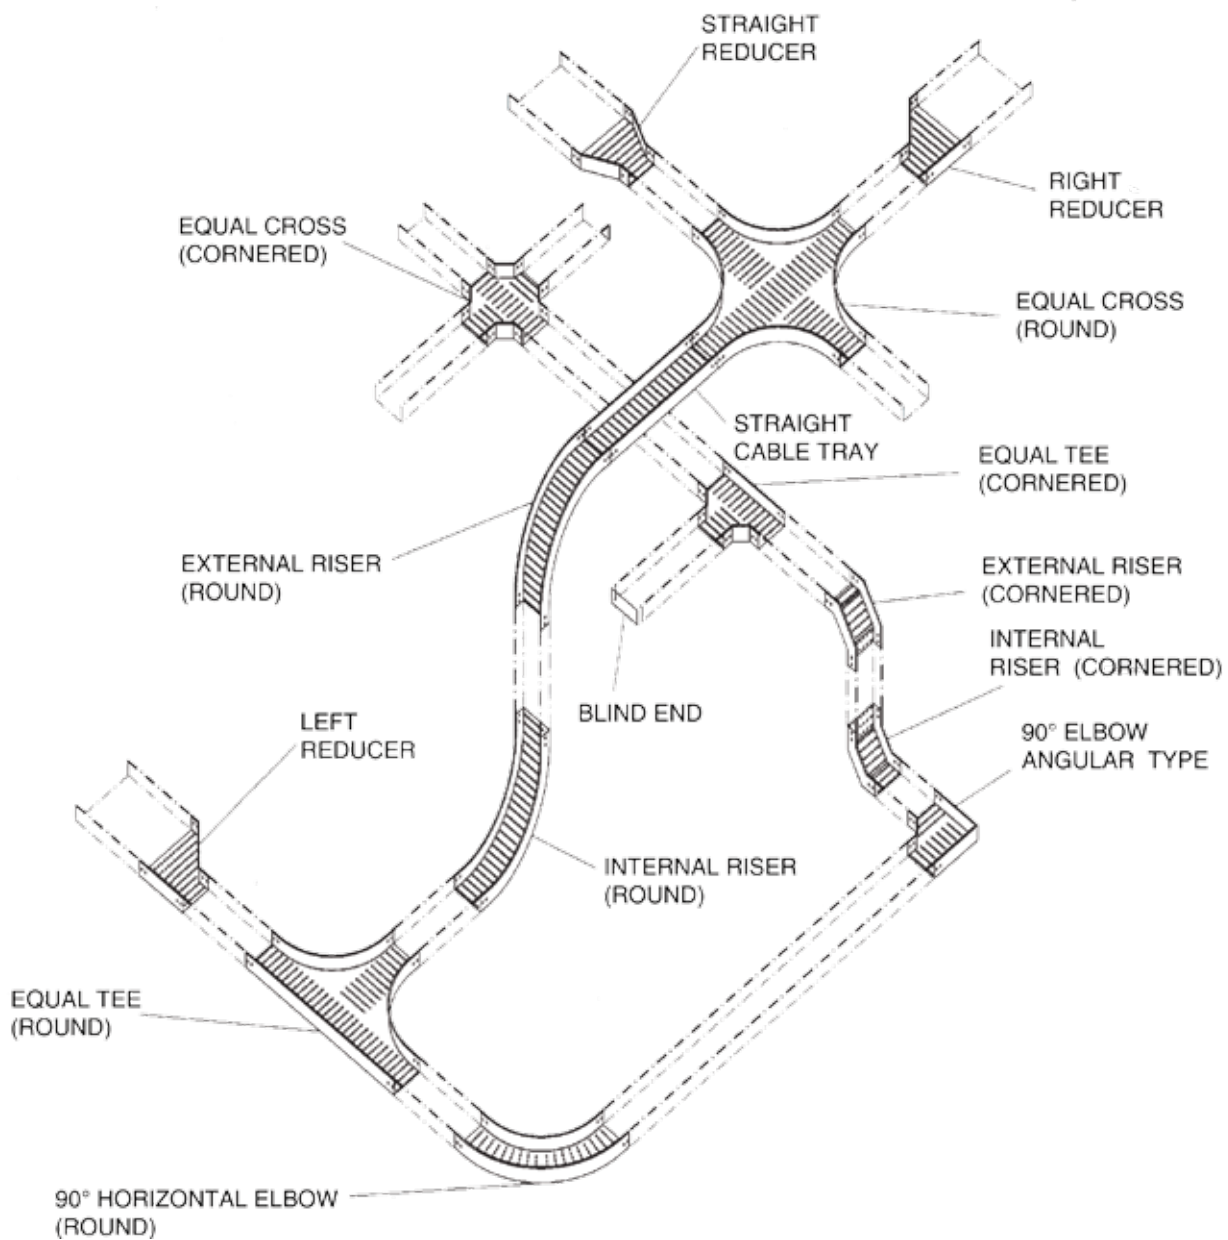 STRAIGHT
REDUCER
RIGHT
REDUCER
EQUAL CROSS
(CORNERED)
EQUAL CROSS
(ROUND)
STRAIGHT
CABLE TRAY
EQUAL TEE
(CORNERED)
EXTERNAL RISER
(ROUND)
EXTERNAL RISER
(CORNERED)
INTERNAL
RISER (CORNERED)
BLIND END
LEFT
REDUCER
90° ELBOW
ANGULAR TYPE
INTERNAL RISER
(ROUND)
EQUAL TEE
(ROUND)
90° HORIZONTAL ELBOW
(ROUND)